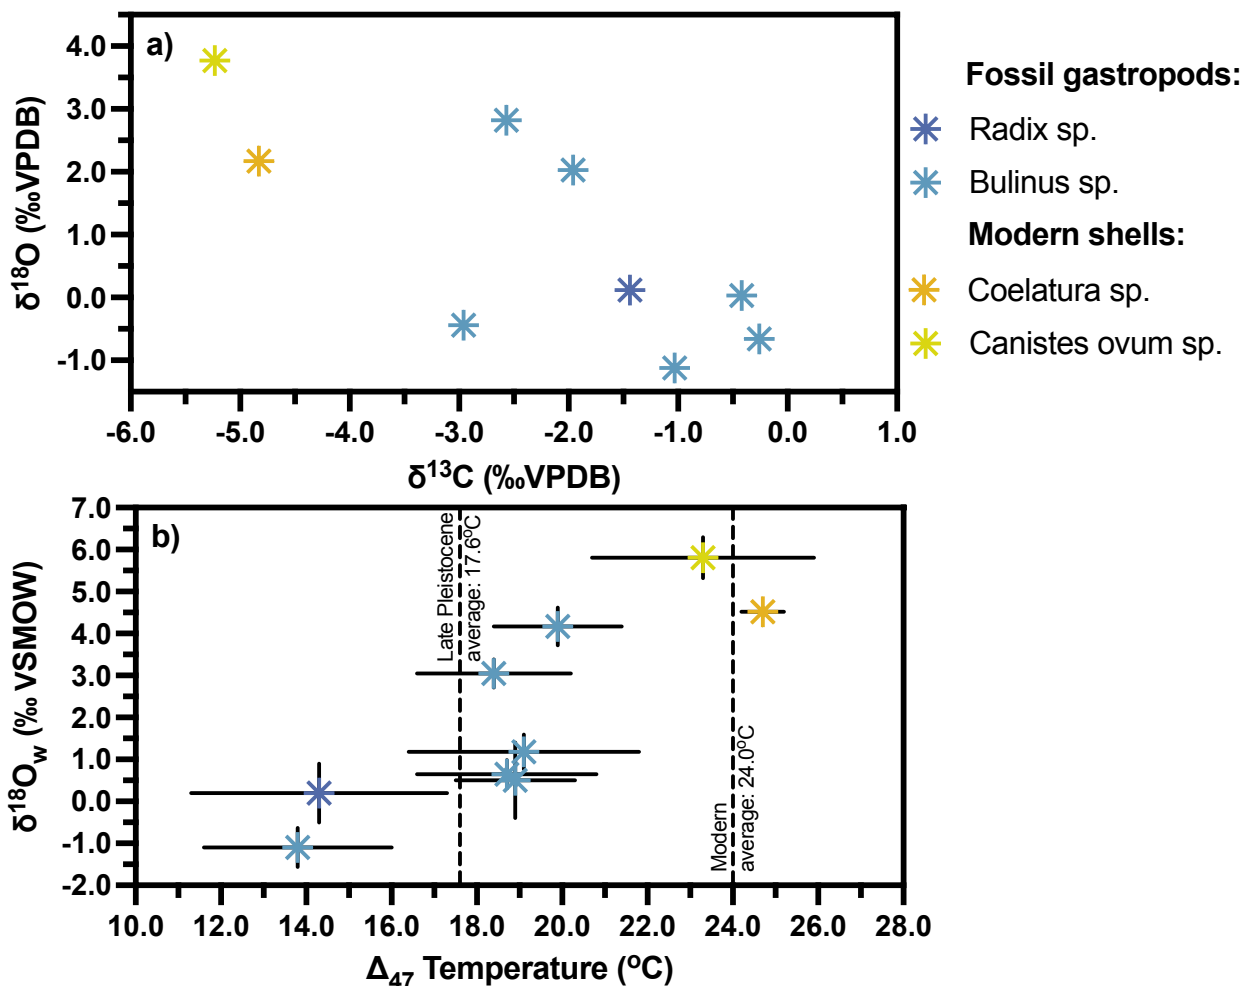 a)
4.0
3.0
2.0
1.0
0.0
-1.0
δ¹⁸O (‰VPDB)
-6.0 -5.0 -4.0 -3.0 -2.0 -1.0 0.0 1.0
δ¹³C (‰VPDB)
Fossil gastropods:
Radix sp.
Bulinus sp.
Modern shells:
Coelatura sp.
Canistes ovum sp.
b)
7.0
6.0
5.0
4.0
3.0
2.0
1.0
0.0
-1.0
-2.0
δ¹⁸Ow (‰ VSMOW)
Late Pleistocene
average: 17.6ºC
Modern
average: 24.0ºC
10.0 12.0 14.0 16.0 18.0 20.0 22.0 24.0 26.0 28.0
Δ₄₇ Temperature (ºC)